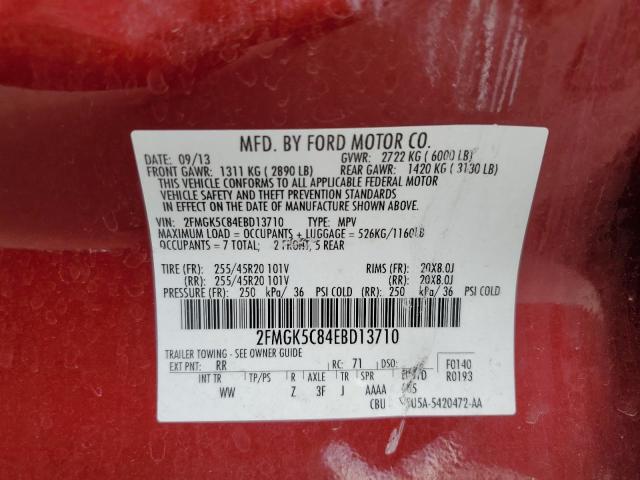 MFD. BY FORD MOTOR CO.
DATE: 09/13 GVWR: 2722 KG ( 6000 LB)
FRONT GAWR: 1311 KG ( 2890 LB) REAR GAWR: 1420 KG ( 3130 LB)
THIS VEHICLE CONFORMS TO ALL APPLICABLE FEDERAL MOTOR
VEHICLE SAFETY AND THEFT PREVENTION STANDARDS
IN EFFECT ON THE DATE OF MANUFACTURE SHOWN ABOVE.
VIN: 2FMGK5C84EBD13710 TYPE: MPV
MAXIMUM LOAD = OCCUPANTS + LUGGAGE = 526KG/1160LB
OCCUPANTS = 7 TOTAL; 2 FRONT, 5 REAR
TIRE (FR): 255/45R20 101V RIMS (FR): 20X8.0J
(RR): 255/45R20 101V (RR): 20X8.0J
PRESSURE (FR): 250 kPa/ 36 PSI COLD (RR): 250 kPa/ 36 PSI COLD
2FMGK5C84EBD13710
TRAILER TOWING - SEE OWNER GUIDE
EXT PNT: RR RC: 71 DSO: F0140
INT TR TP/PS R AXLE TR SPR R0193
WW Z 3F J AAAA
CBU 5A-5420472-AA